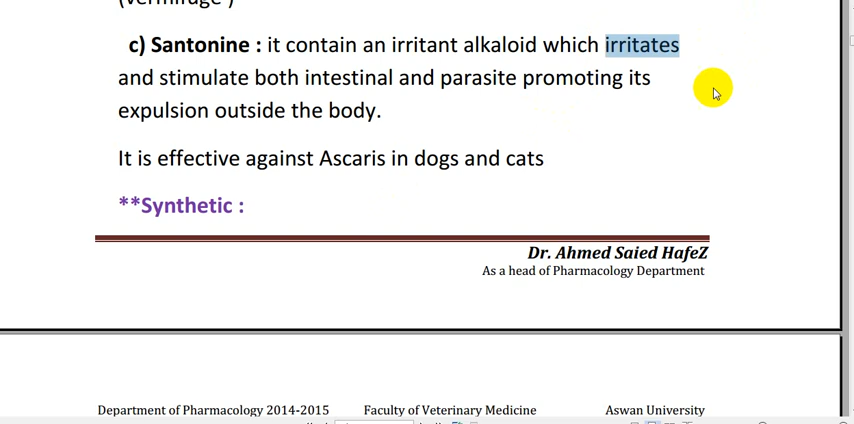 (vermifuge )
c) Santonine : it contain an irritant alkaloid which irritates
and stimulate both intestinal and parasite promoting its
expulsion outside the body.
It is effective against Ascaris in dogs and cats
**Synthetic :
Dr. Ahmed Saied HafeZ
As a head of Pharmacology Department
Department of Pharmacology 2014-2015 Faculty of Veterinary Medicine Aswan University